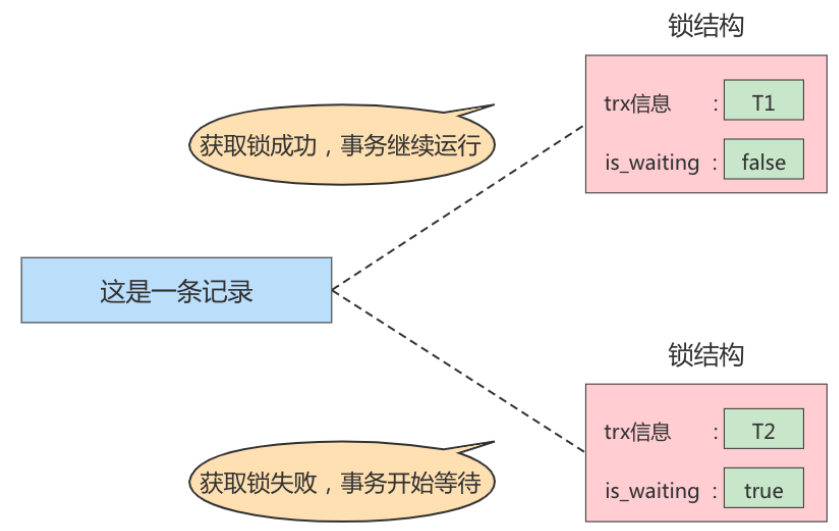 锁结构
trx信息 : T1
获取锁成功，事务继续运行
is_waiting : false
这是一条记录
锁结构
trx信息 : T2
获取锁失败，事务开始等待
is_waiting : true